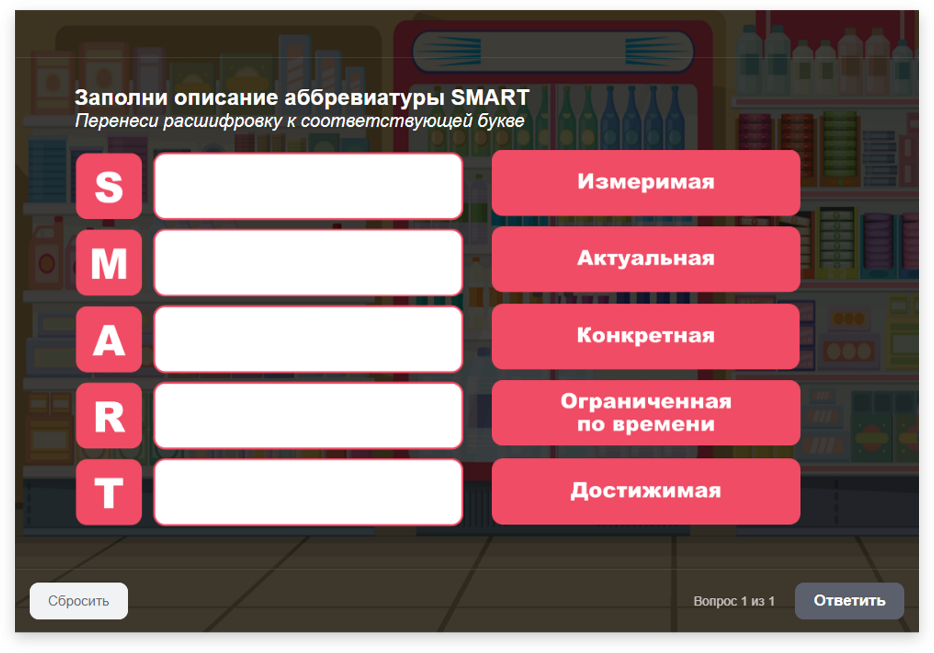 Заполни описание аббревиатуры SMART
Перенеси расшифровку к соответствующей букве
S
Измеримая
M
Актуальная
A
Конкретная
R
Ограниченная
по времени
T
Достижимая
Сбросить
Вопрос 1 из 1
Ответить